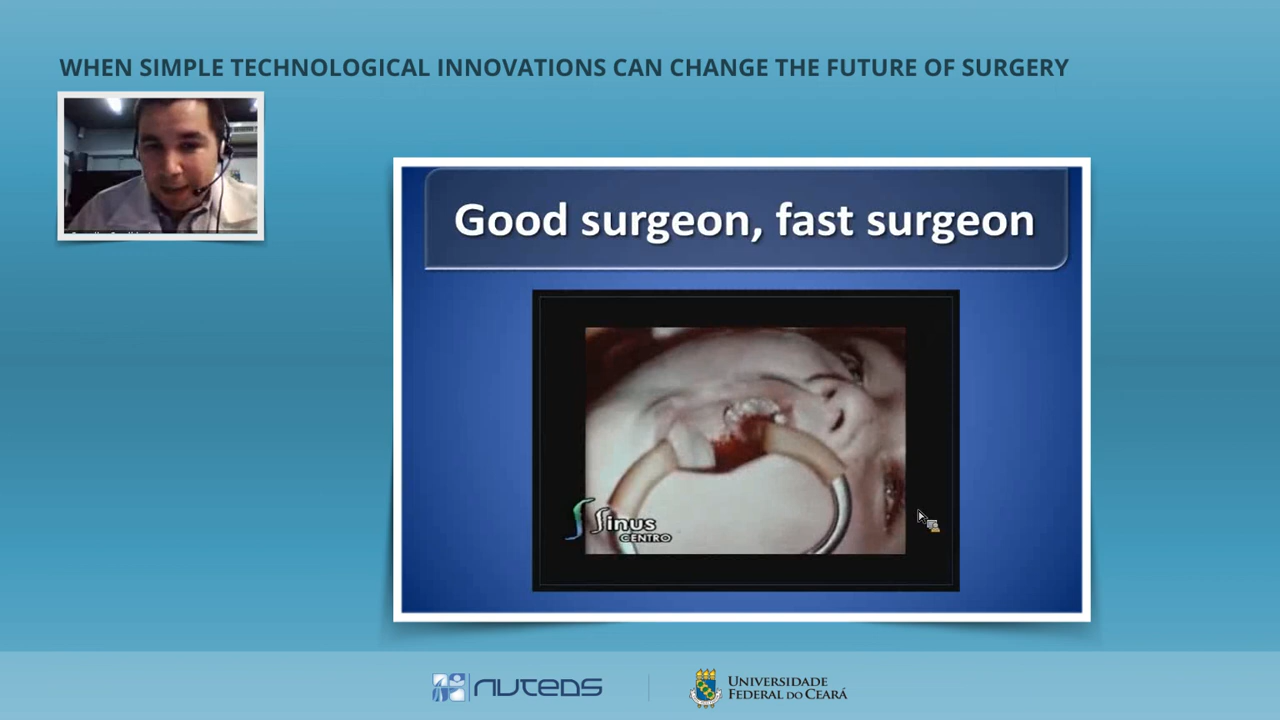 WHEN SIMPLE TECHNOLOGICAL INNOVATIONS CAN CHANGE THE FUTURE OF SURGERY
Good surgeon, fast surgeon
Sinus
CENTRO
NUTEDS
UNIVERSIDADE
FEDERAL DO CEARÁ